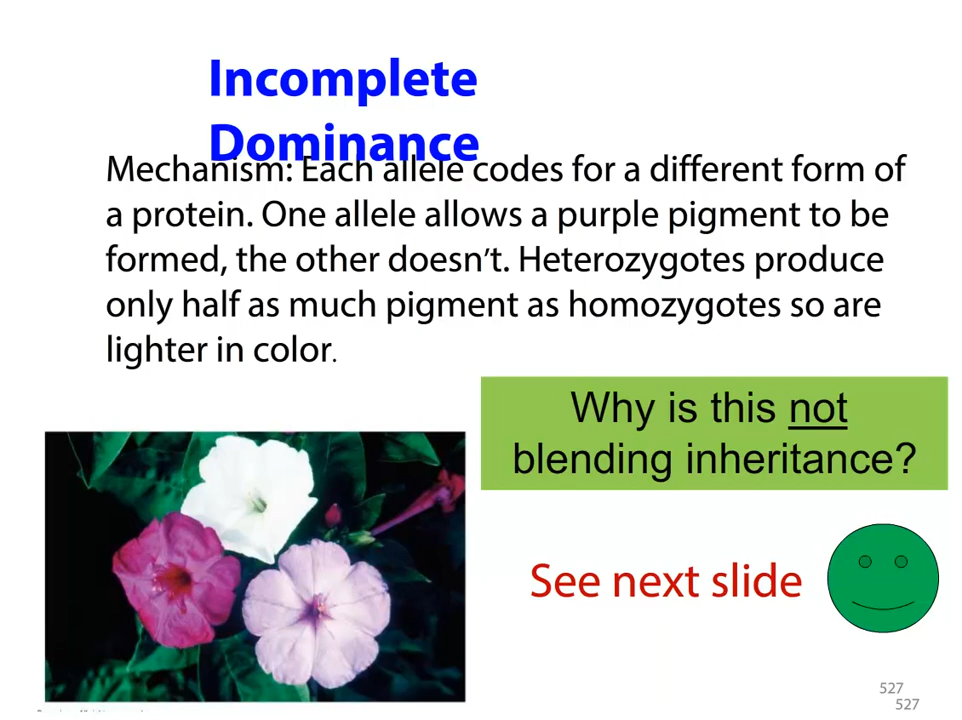 Incomplete
Dominance
Mechanism: Each allele codes for a different form of
a protein. One allele allows a purple pigment to be
formed, the other doesn't. Heterozygotes produce
only half as much pigment as homozygotes so are
lighter in color.
Why is this not
blending inheritance?
See next slide
527
527